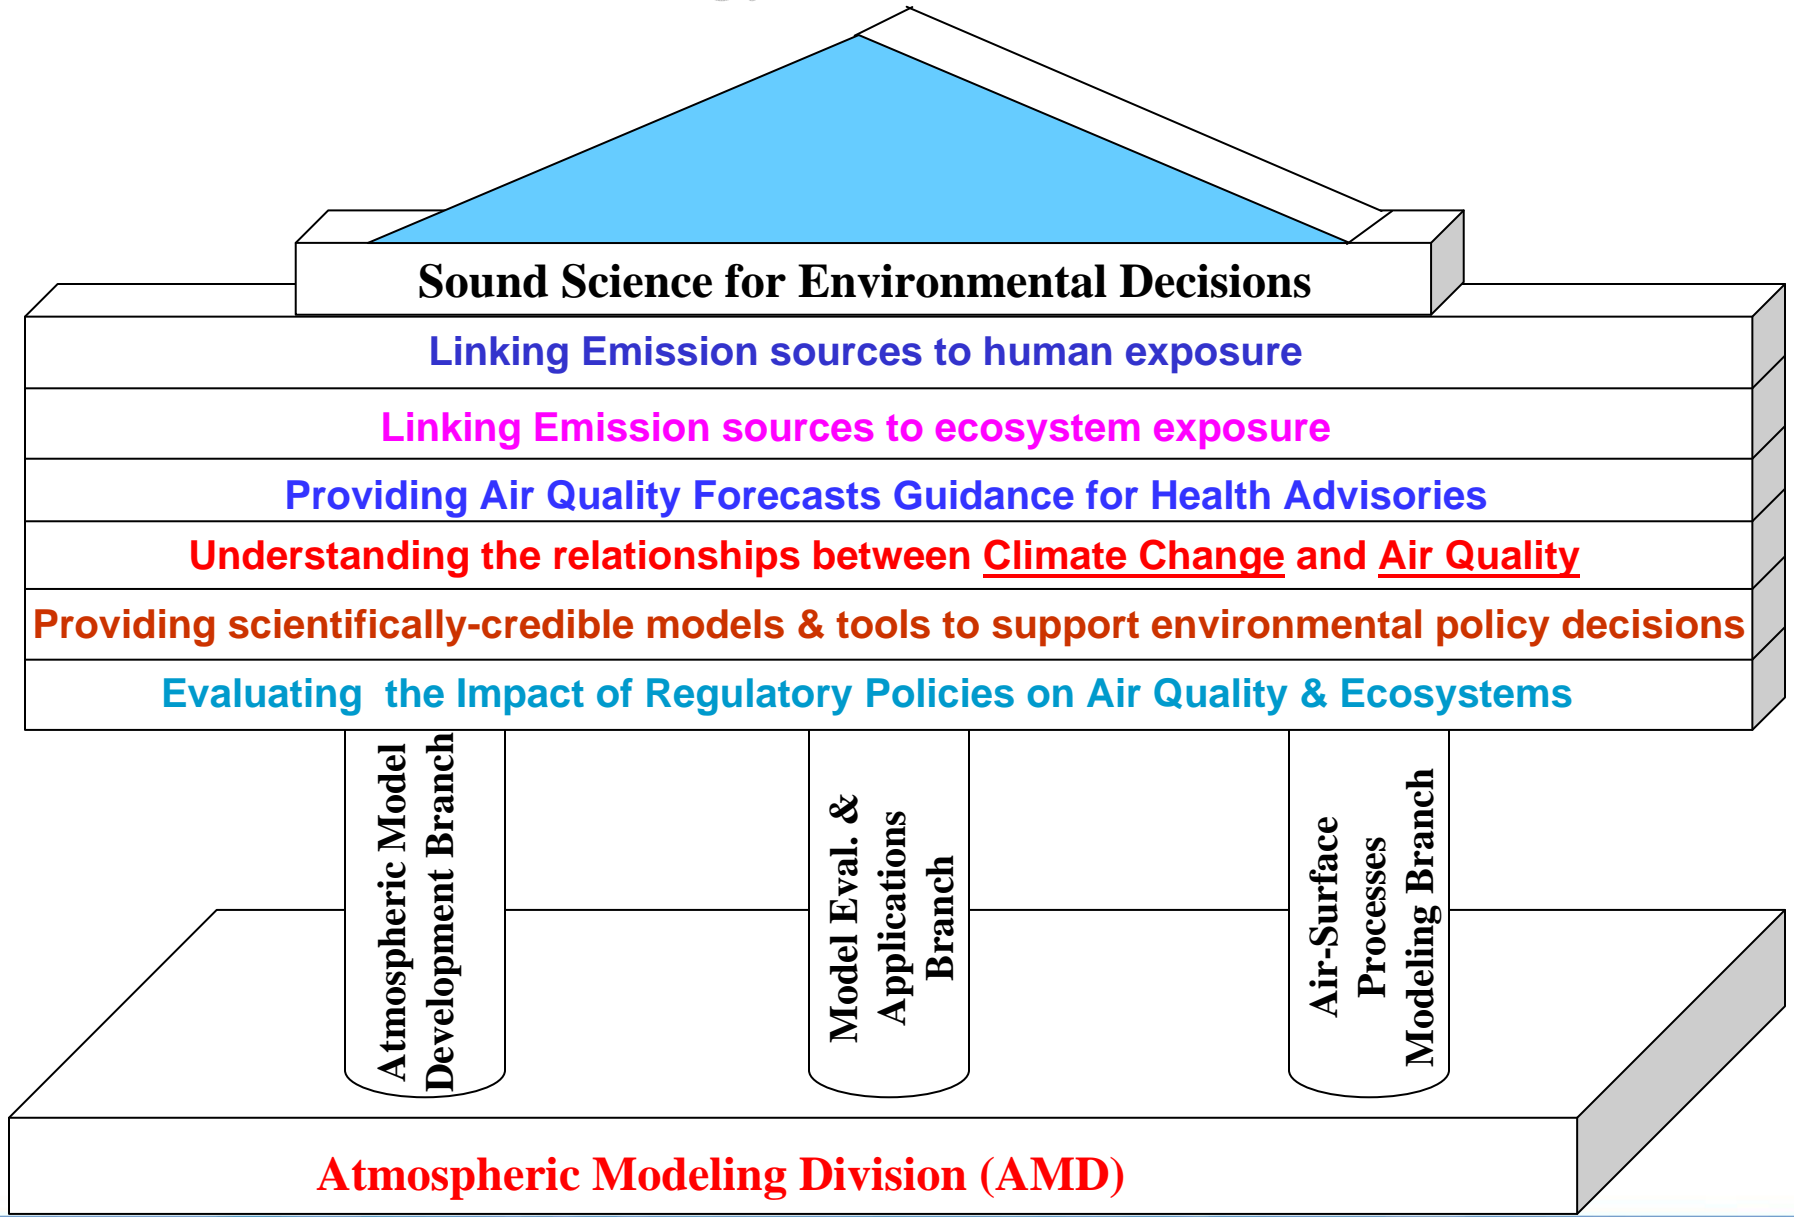 Sound Science for Environmental Decisions
Linking Emission sources to human exposure
Linking Emission sources to ecosystem exposure
Providing Air Quality Forecasts Guidance for Health Advisories
Understanding the relationships between Climate Change and Air Quality
Providing scientifically-credible models & tools to support environmental policy decisions
Evaluating  the Impact of Regulatory Policies on Air Quality & Ecosystems
Atmospheric Model
Development Branch
Model Eval. &
Applications
Branch
Air-Surface
Processes
Modeling Branch
Atmospheric Modeling Division (AMD)